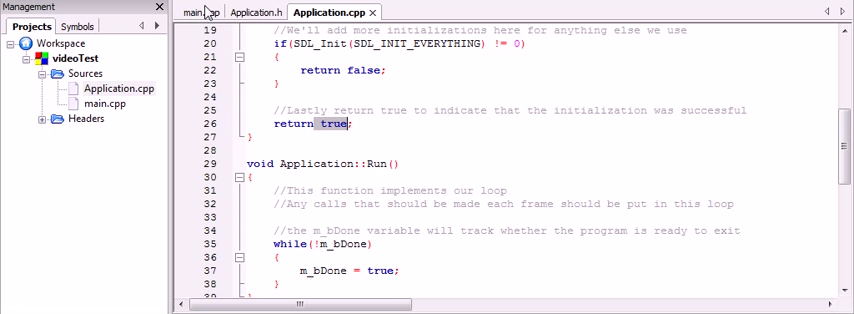 Management
Projects
Symbols
Workspace
videoTest
Sources
Application.cpp
main.cpp
Headers
main.cpp Application.h Application.cpp
19 //We'll add more initializations here for anything else we use
20 if(SDL_Init(SDL_INIT_EVERYTHING) != 0)
21 {
22 return false;
23 }
24
25 //Lastly return true to indicate that the initialization was successful
26 return true;
27 }
28
29 void Application::Run()
30 {
31 //This function implements our loop
32 //Any calls that should be made each frame should be put in this loop
33
34 //the m_bDone variable will track whether the program is ready to exit
35 while(!m_bDone)
36 {
37 m_bDone = true;
38 }
39 }